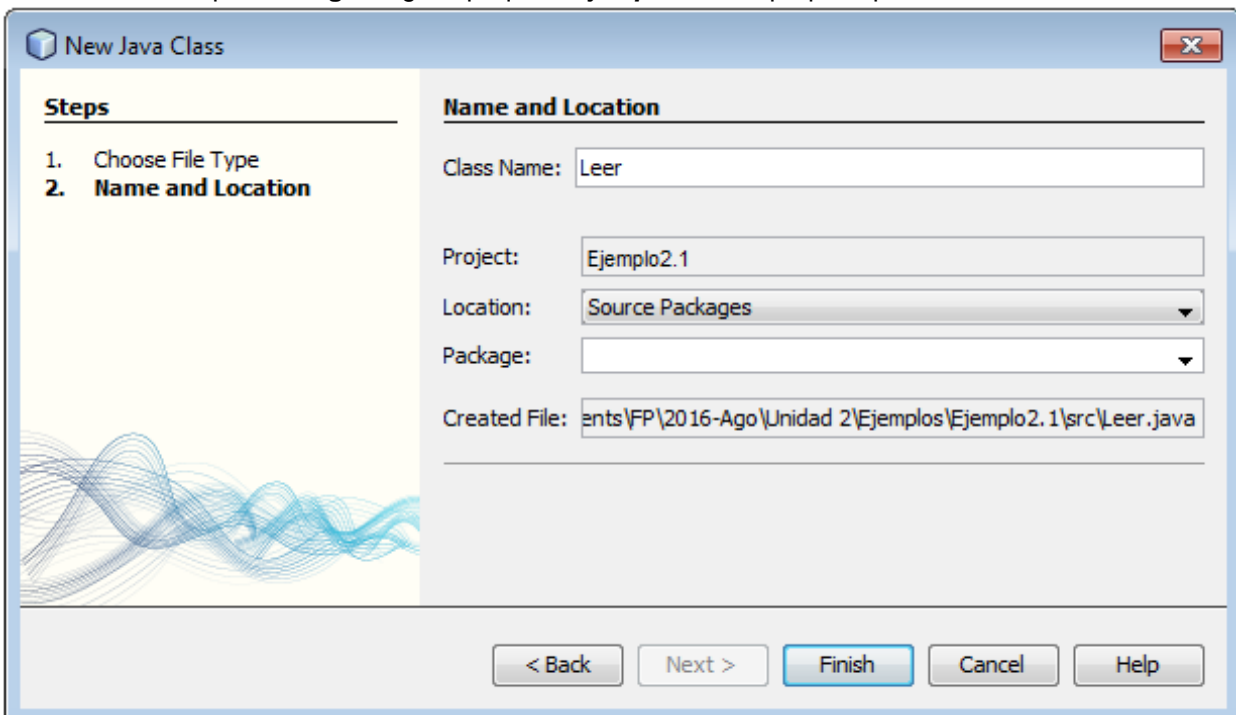 New Java Class
Steps
1. Choose File Type
2. Name and Location
Name and Location
Class Name: Leer
Project: Ejemplo2.1
Location: Source Packages
Package:
Created File: ents\FP\2016-Ago\Unidad 2\Ejemplos\Ejemplo2.1\src\Leer.java
< Back Next > Finish Cancel Help